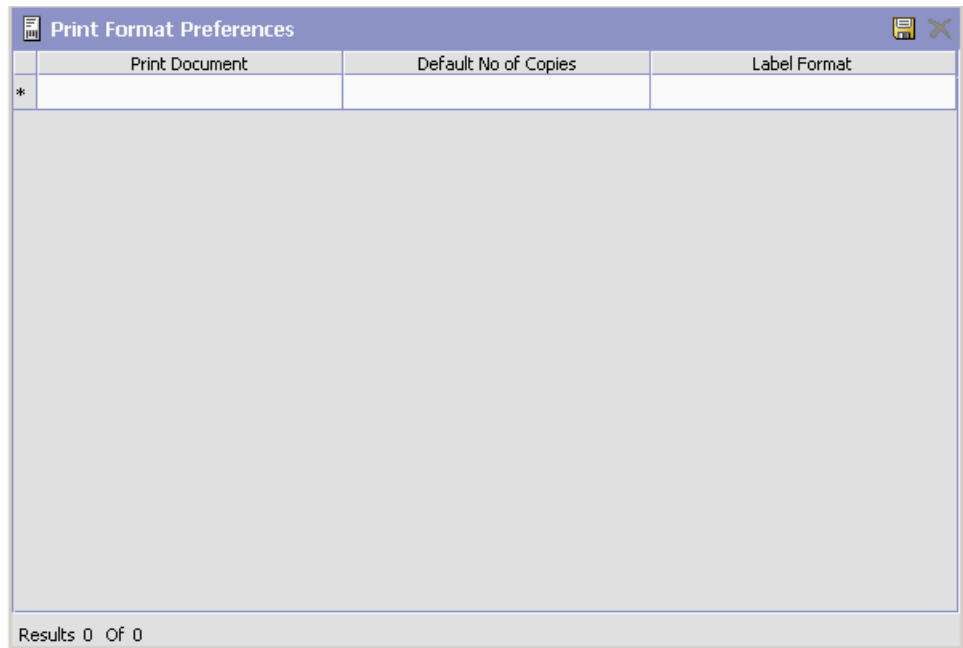 Print Format Preferences
Print Document Default No of Copies Label Format
*
Results 0 Of 0